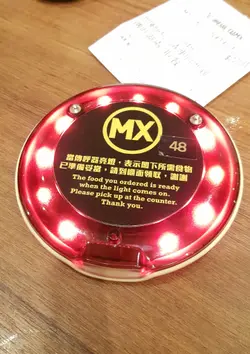 MX
48
當傳呼器亮燈，表示閣下所需食物
已準備妥當，請到櫃面領取，謝謝
The food you ordered is ready
when the light comes on.
Please pick up at the counter.
Thank you.